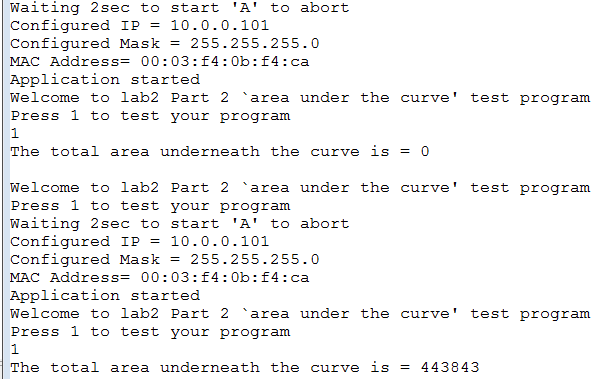 Waiting 2sec to start 'A' to abort
Configured IP = 10.0.0.101
Configured Mask = 255.255.255.0
MAC Address= 00:03:f4:0b:f4:ca
Application started
Welcome to lab2 Part 2 `area under the curve' test program
Press 1 to test your program
1
The total area underneath the curve is = 0

Welcome to lab2 Part 2 `area under the curve' test program
Press 1 to test your program
Waiting 2sec to start 'A' to abort
Configured IP = 10.0.0.101
Configured Mask = 255.255.255.0
MAC Address= 00:03:f4:0b:f4:ca
Application started
Welcome to lab2 Part 2 `area under the curve' test program
Press 1 to test your program
1
The total area underneath the curve is = 443843